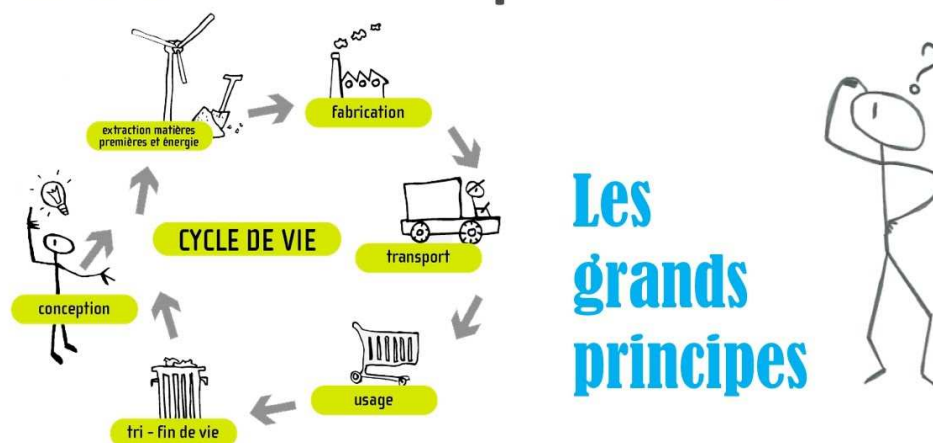 extraction matières
premières et énergie
fabrication
CYCLE DE VIE
transport
conception
usage
tri - fin de vie
Les
grands
principes
?